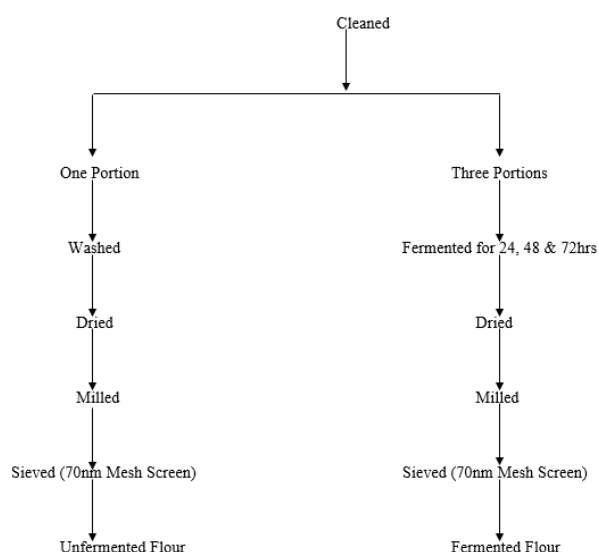 Cleaned
One Portion
Three Portions
Washed
Fermented for 24, 48 & 72hrs
Dried
Dried
Milled
Milled
Sieved (70nm Mesh Screen)
Sieved (70nm Mesh Screen)
Unfermented Flour
Fermented Flour